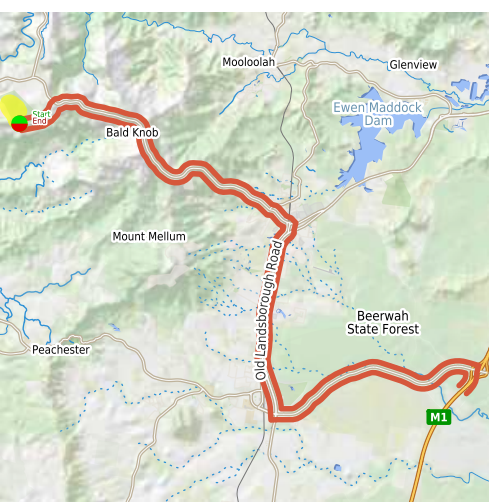 Mooloolah
Glenview
Ewen Maddock
Dam
Start
End
Bald Knob
Mount Mellum
Old Landsborough Road
Beerwah
State Forest
Peachester
M1